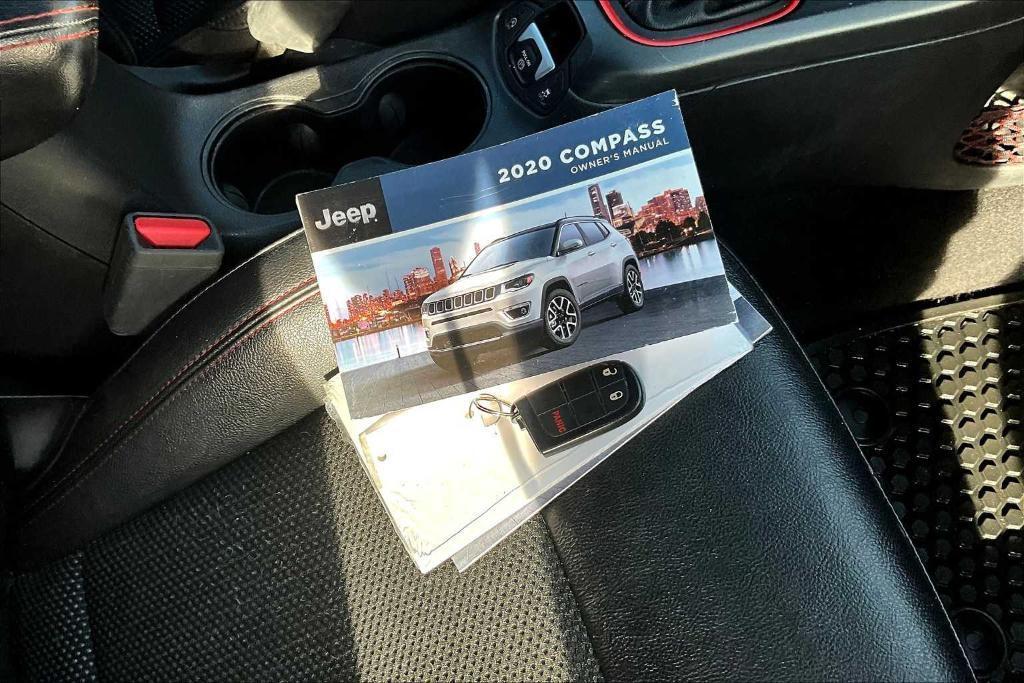 2020 COMPASS
OWNER'S MANUAL
Jeep
PANIC